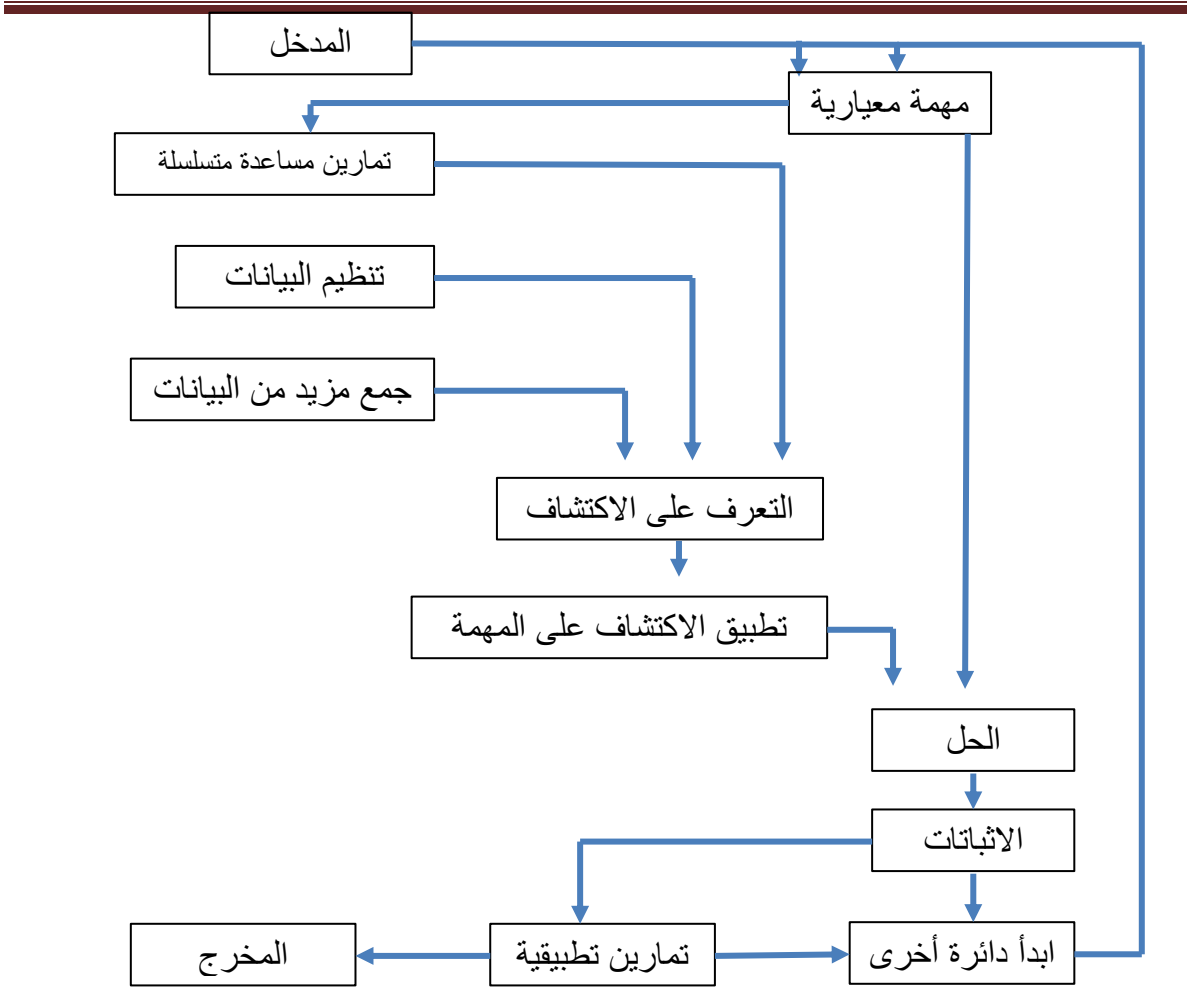 المدخل
مهمة معيارية
تمارين مساعدة متسلسلة
تنظيم البيانات
جمع مزيد من البيانات
التعرف على الاكتشاف
تطبيق الاكتشاف على المهمة
الحل
الاثباتات
ابدأ دائرة أخرى
تمارين تطبيقية
المخرج